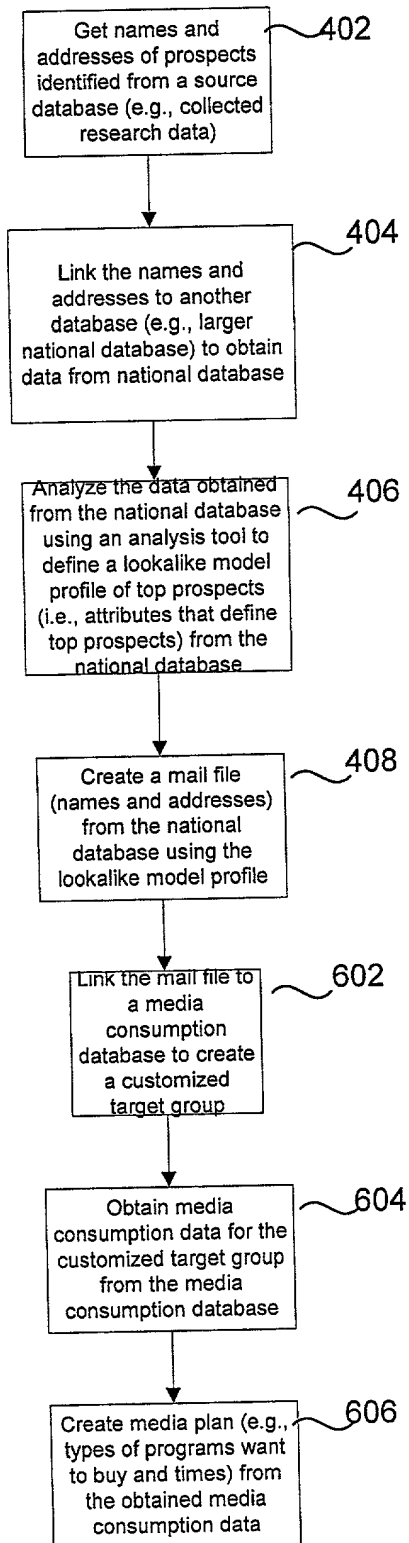 Get names and
addresses of prospects
identified from a source
database (e.g., collected
research data)
402
Link the names and
addresses to another
database (e.g., larger
national database) to obtain
data from national database
404
Analyze the data obtained
from the national database
using an analysis tool to
define a lookalike model
profile of top prospects
(i.e., attributes that define
top prospects) from the
national database
406
Create a mail file
(names and addresses)
from the national
database using the
lookalike model profile
408
Link the mail file to
a media
consumption
database to create
a customized
target group
602
Obtain media
consumption data for the
customized target group
from the media
consumption database
604
Create media plan (e.g.,
types of programs want
to buy and times) from
the obtained media
consumption data
606